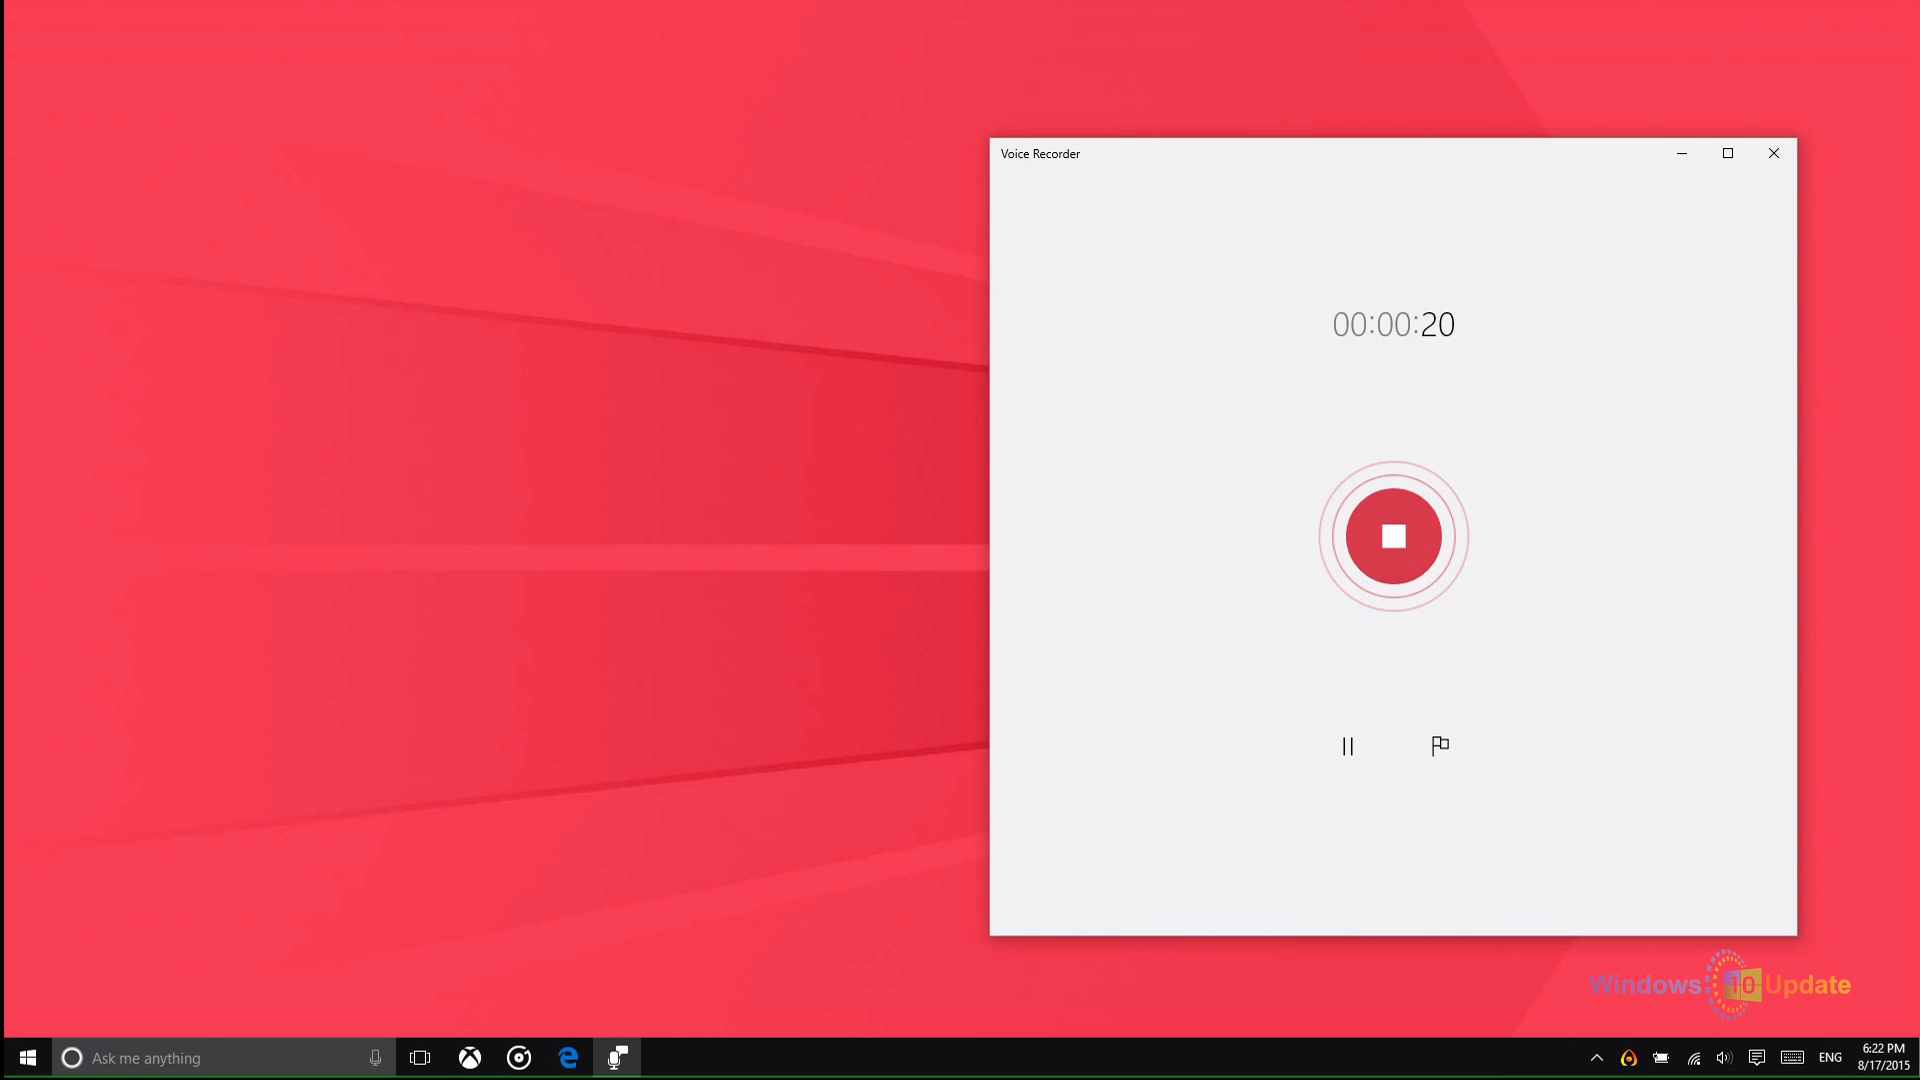 Voice Recorder
00:00:20
Windows 10 Update
Ask me anything
ENG
6:22 PM
8/17/2015